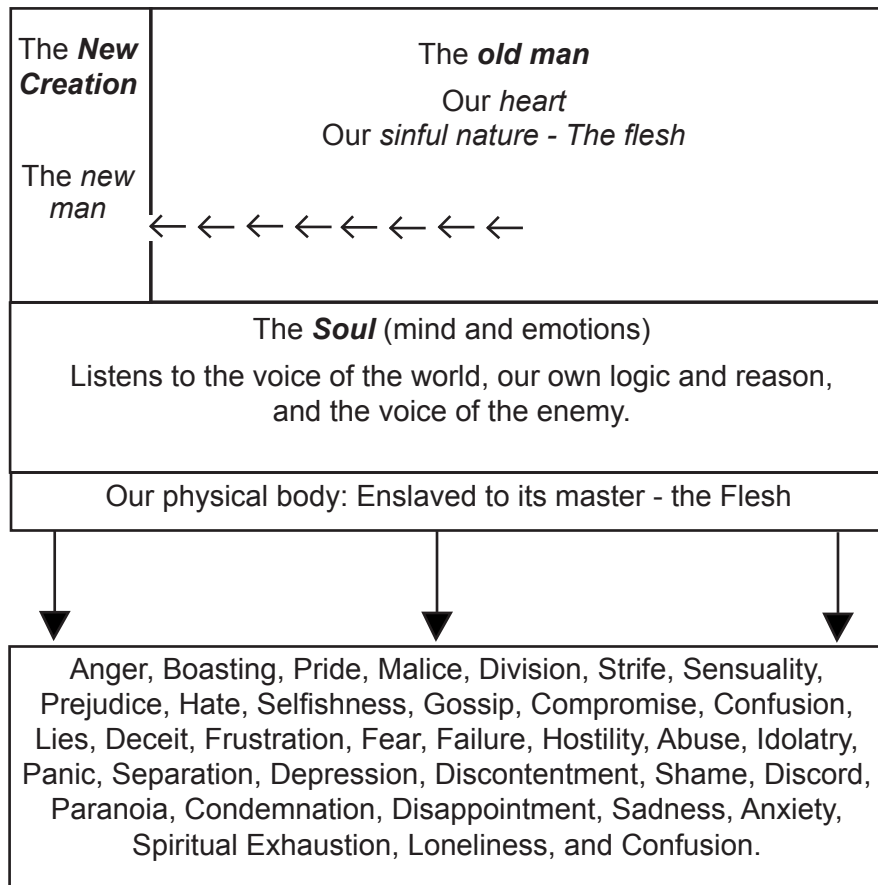 The New
Creation
The new
man
The old man
Our heart
Our sinful nature - The flesh
The Soul (mind and emotions)
Listens to the voice of the world, our own logic and reason,
and the voice of the enemy.
Our physical body: Enslaved to its master - the Flesh
Anger, Boasting, Pride, Malice, Division, Strife, Sensuality,
Prejudice, Hate, Selfishness, Gossip, Compromise, Confusion,
Lies, Deceit, Frustration, Fear, Failure, Hostility, Abuse, Idolatry,
Panic, Separation, Depression, Discontentment, Shame, Discord,
Paranoia, Condemnation, Disappointment, Sadness, Anxiety,
Spiritual Exhaustion, Loneliness, and Confusion.